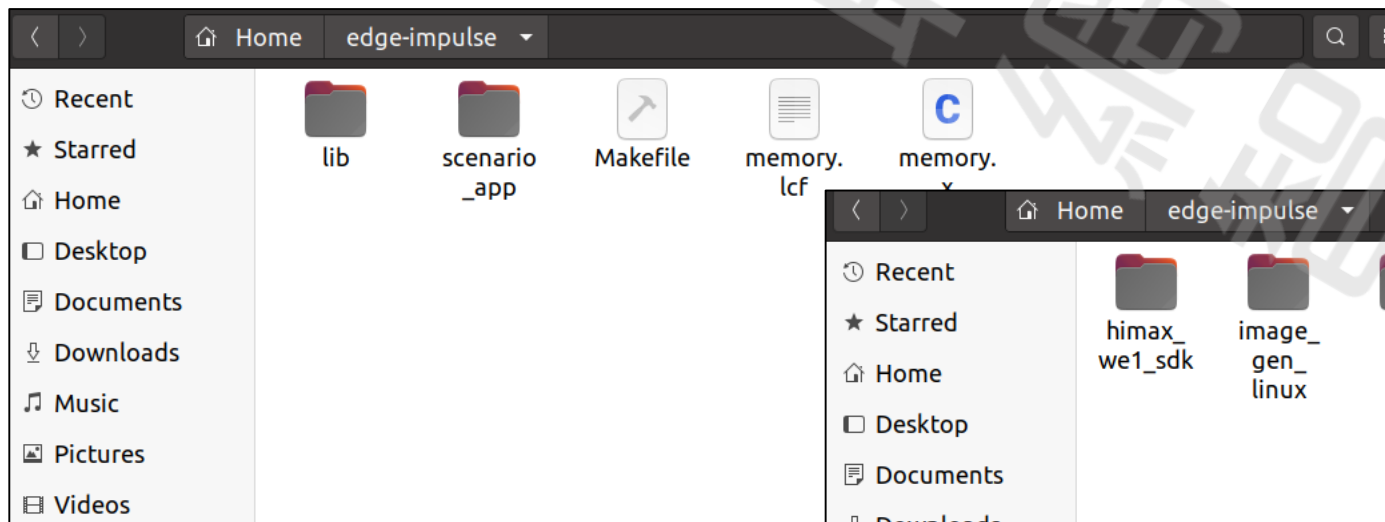 Home edge-impulse
Recent
Starred
Home
Desktop
Documents
Downloads
Music
Pictures
Videos
lib
scenario
_app
Makefile
memory.
lcf
C
memory.
x
Home edge-impulse
Recent
Starred
Home
Desktop
Documents
himax_
we1_sdk
image_
gen_
linux